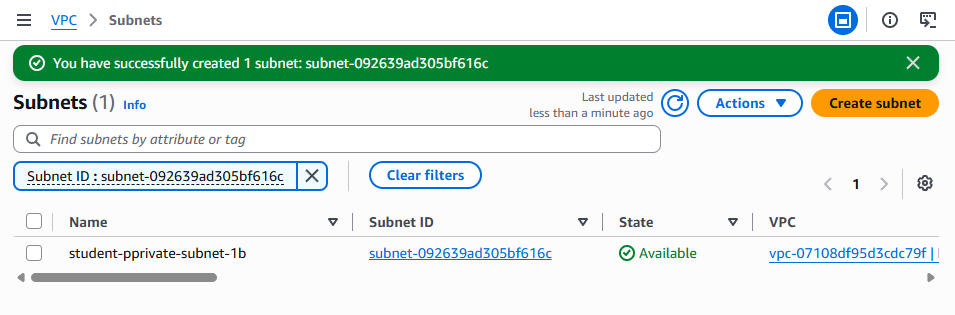 VPC > Subnets
You have successfully created 1 subnet: subnet-092639ad305bf616c
Subnets (1) Info
Last updated
less than a minute ago
Actions
Create subnet
Find subnets by attribute or tag
Subnet ID : subnet-092639ad305bf616c
Clear filters
1
Name Subnet ID State VPC
student-pprivate-subnet-1b subnet-092639ad305bf616c Available vpc-07108df95d3cdc79f |